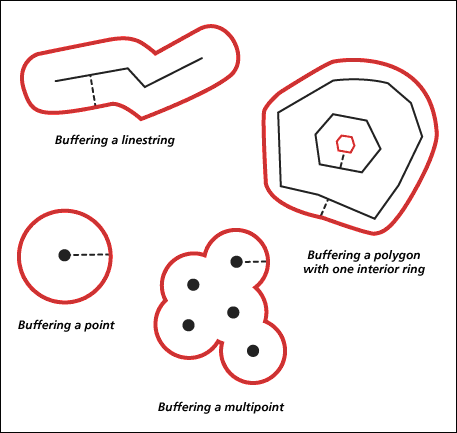 Buffering a linestring
Buffering a polygon
with one interior ring
Buffering a point
Buffering a multipoint